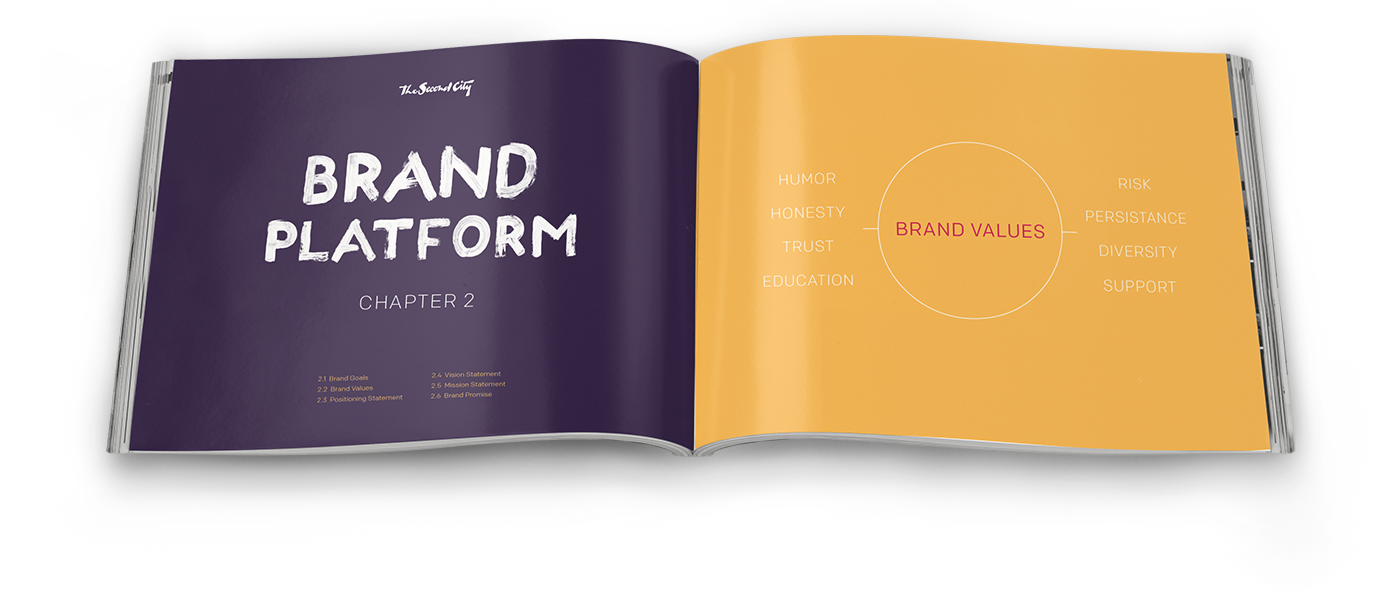 The Second City
BRAND
PLATFORM
CHAPTER 2
2.1 Brand Goals
2.2 Brand Values
2.3 Positioning Statement
2.4 Vision Statement
2.5 Mission Statement
2.6 Brand Promise
HUMOR
HONESTY
TRUST
EDUCATION
BRAND VALUES
RISK
PERSISTANCE
DIVERSITY
SUPPORT